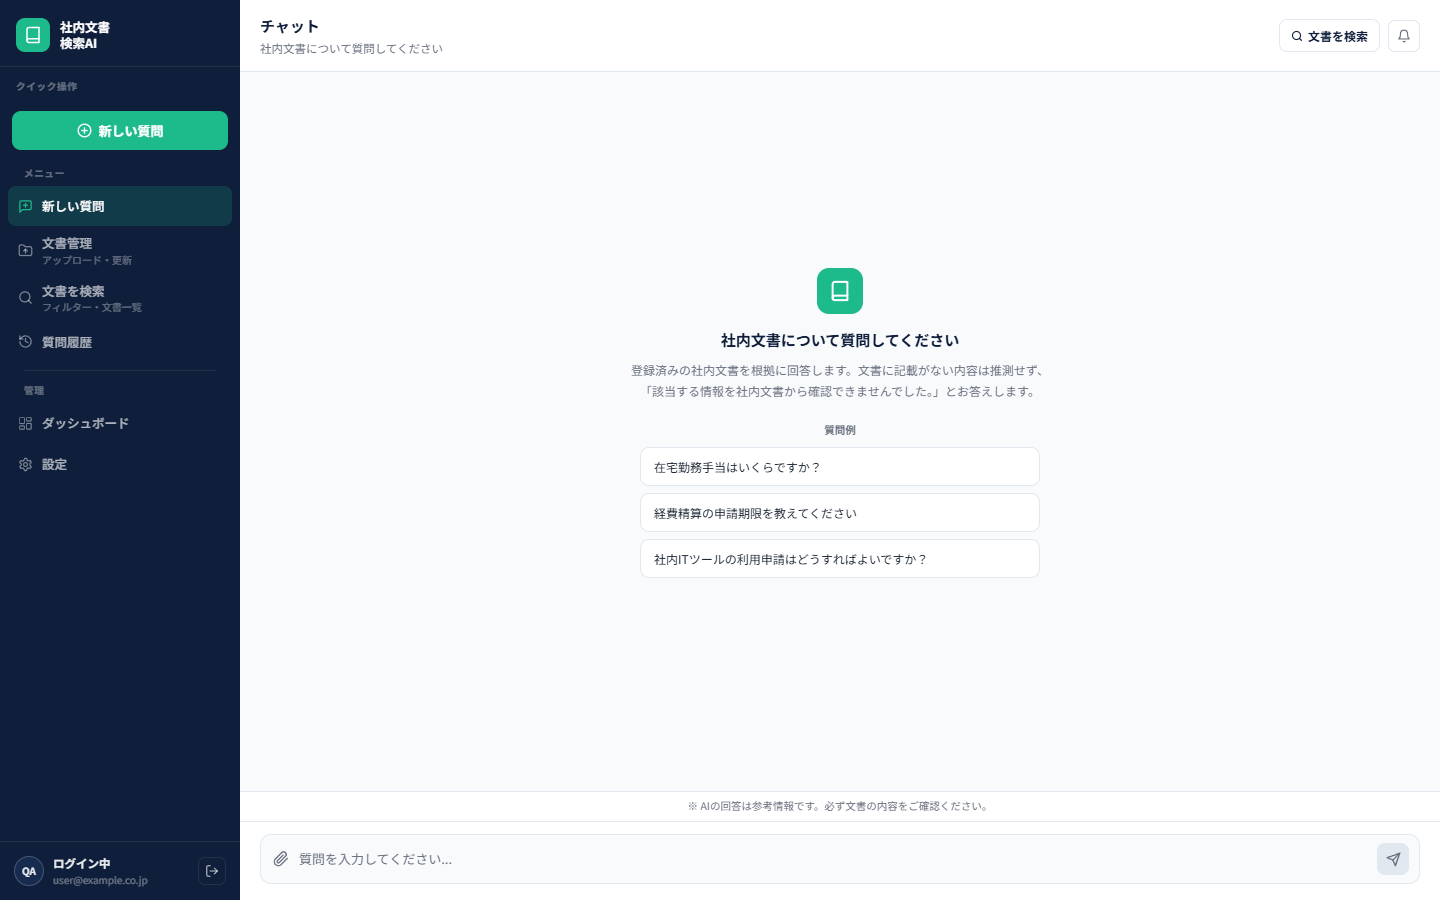 社内文書
検索AI
クイック操作
新しい質問
メニュー
新しい質問
文書管理
アップロード・更新
文書を検索
フィルター・文書一覧
質問履歴
管理
ダッシュボード
設定
QA
ログイン中
user@example.co.jp
チャット
社内文書について質問してください
文書を検索
社内文書について質問してください
登録済みの社内文書を根拠に回答します。文書に記載がない内容は推測せず、
「該当する情報を社内文書から確認できませんでした。」とお答えします。
質問例
在宅勤務手当はいくらですか？
経費精算の申請期限を教えてください
社内ITツールの利用申請はどうすればよいですか？
※ AIの回答は参考情報です。必ず文書の内容をご確認ください。
質問を入力してください...